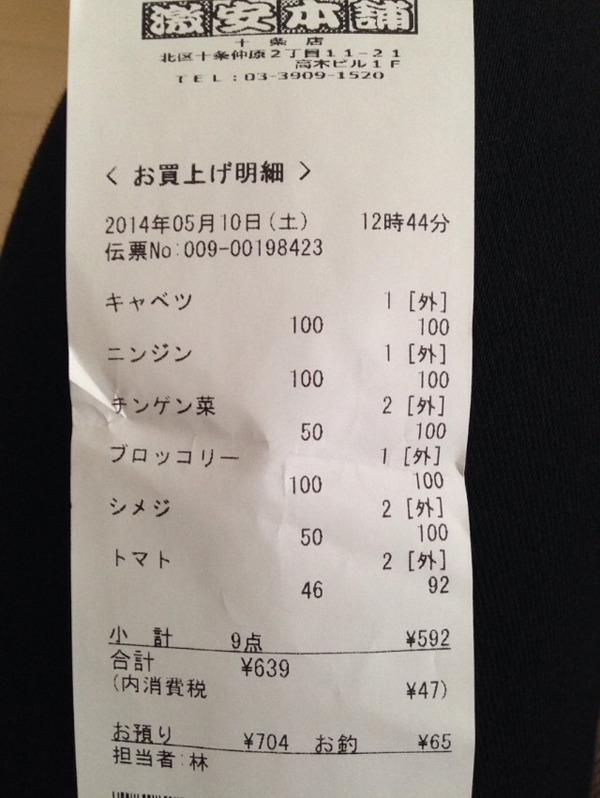 激安本舗
十条店
北区十条仲原2丁目11-21
高木ビル1F
TEL:03-3909-1520
< お買上げ明細 >
2014年05月10日(土) 12時44分
伝票No:009-00198423
キャベツ 1 [外]
100 100
ニンジン 1 [外]
100 100
チンゲン菜 2 [外]
50 100
ブロッコリー 1 [外]
100 100
シメジ 2 [外]
50 100
トマト 2 [外]
46 92
小 計 9点 ¥592
合計 ¥639
(内消費税 ¥47)
お預り ¥704 お釣 ¥65
担当者:林